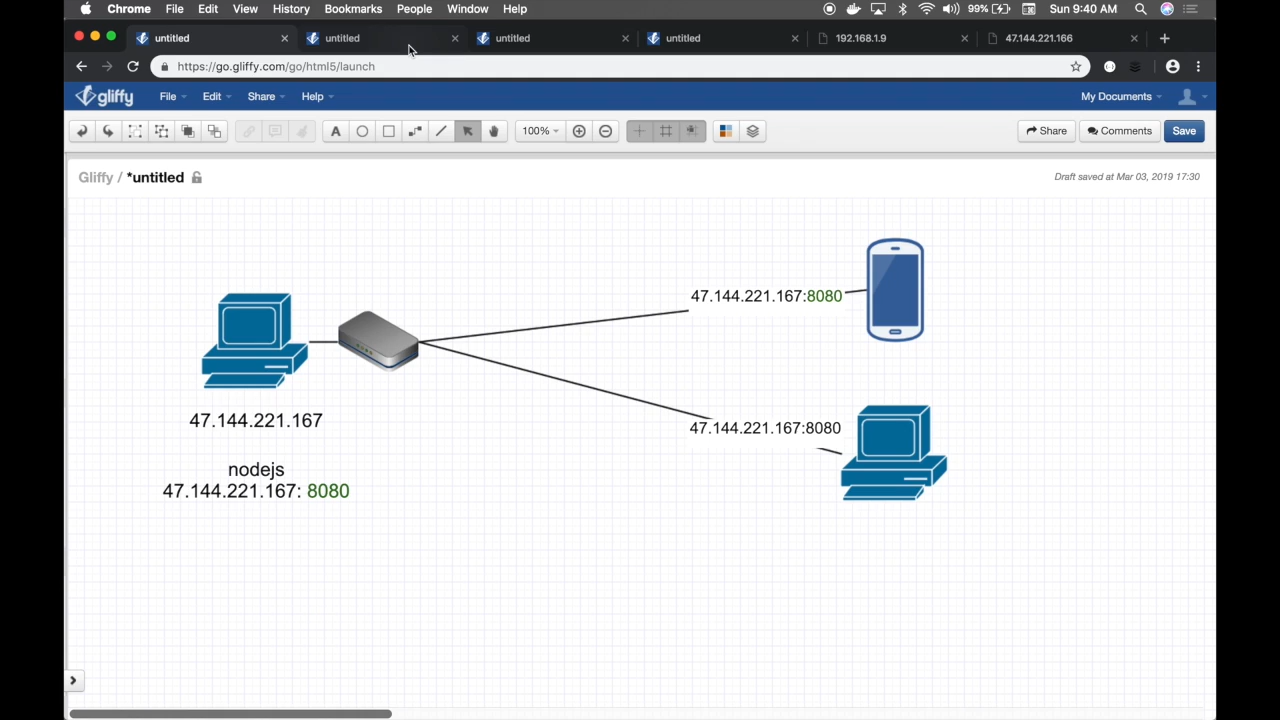 Chrome File Edit View History Bookmarks People Window Help 99% Sun 9:40 AM
untitled untitled untitled untitled 192.168.1.9 47.144.221.166
https://go.gliffy.com/go/html5/launch
gliffy File Edit Share Help My Documents
A 100% Share Comments Save
Gliffy / *untitled Draft saved at Mar 03, 2019 17:30
47.144.221.167:8080
47.144.221.167
47.144.221.167:8080
nodejs
47.144.221.167: 8080